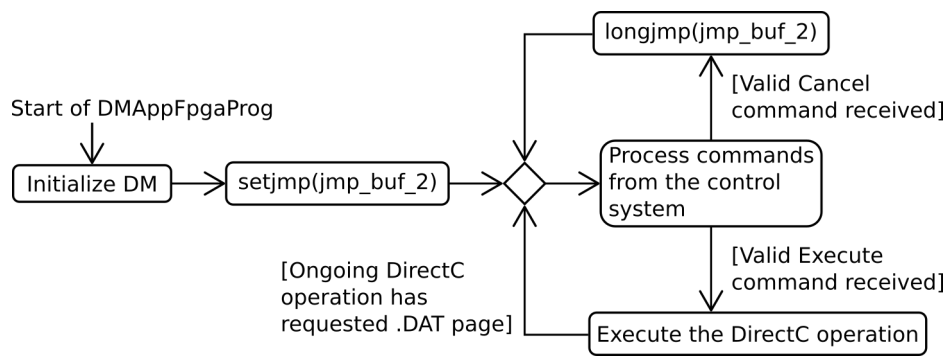 longjmp(jmp_buf_2)
[Valid Cancel
command received]
Start of DMAppFpgaProg
Initialize DM
setjmp(jmp_buf_2)
Process commands
from the control
system
[Valid Execute
command received]
[Ongoing DirectC
operation has
requested .DAT page]
Execute the DirectC operation